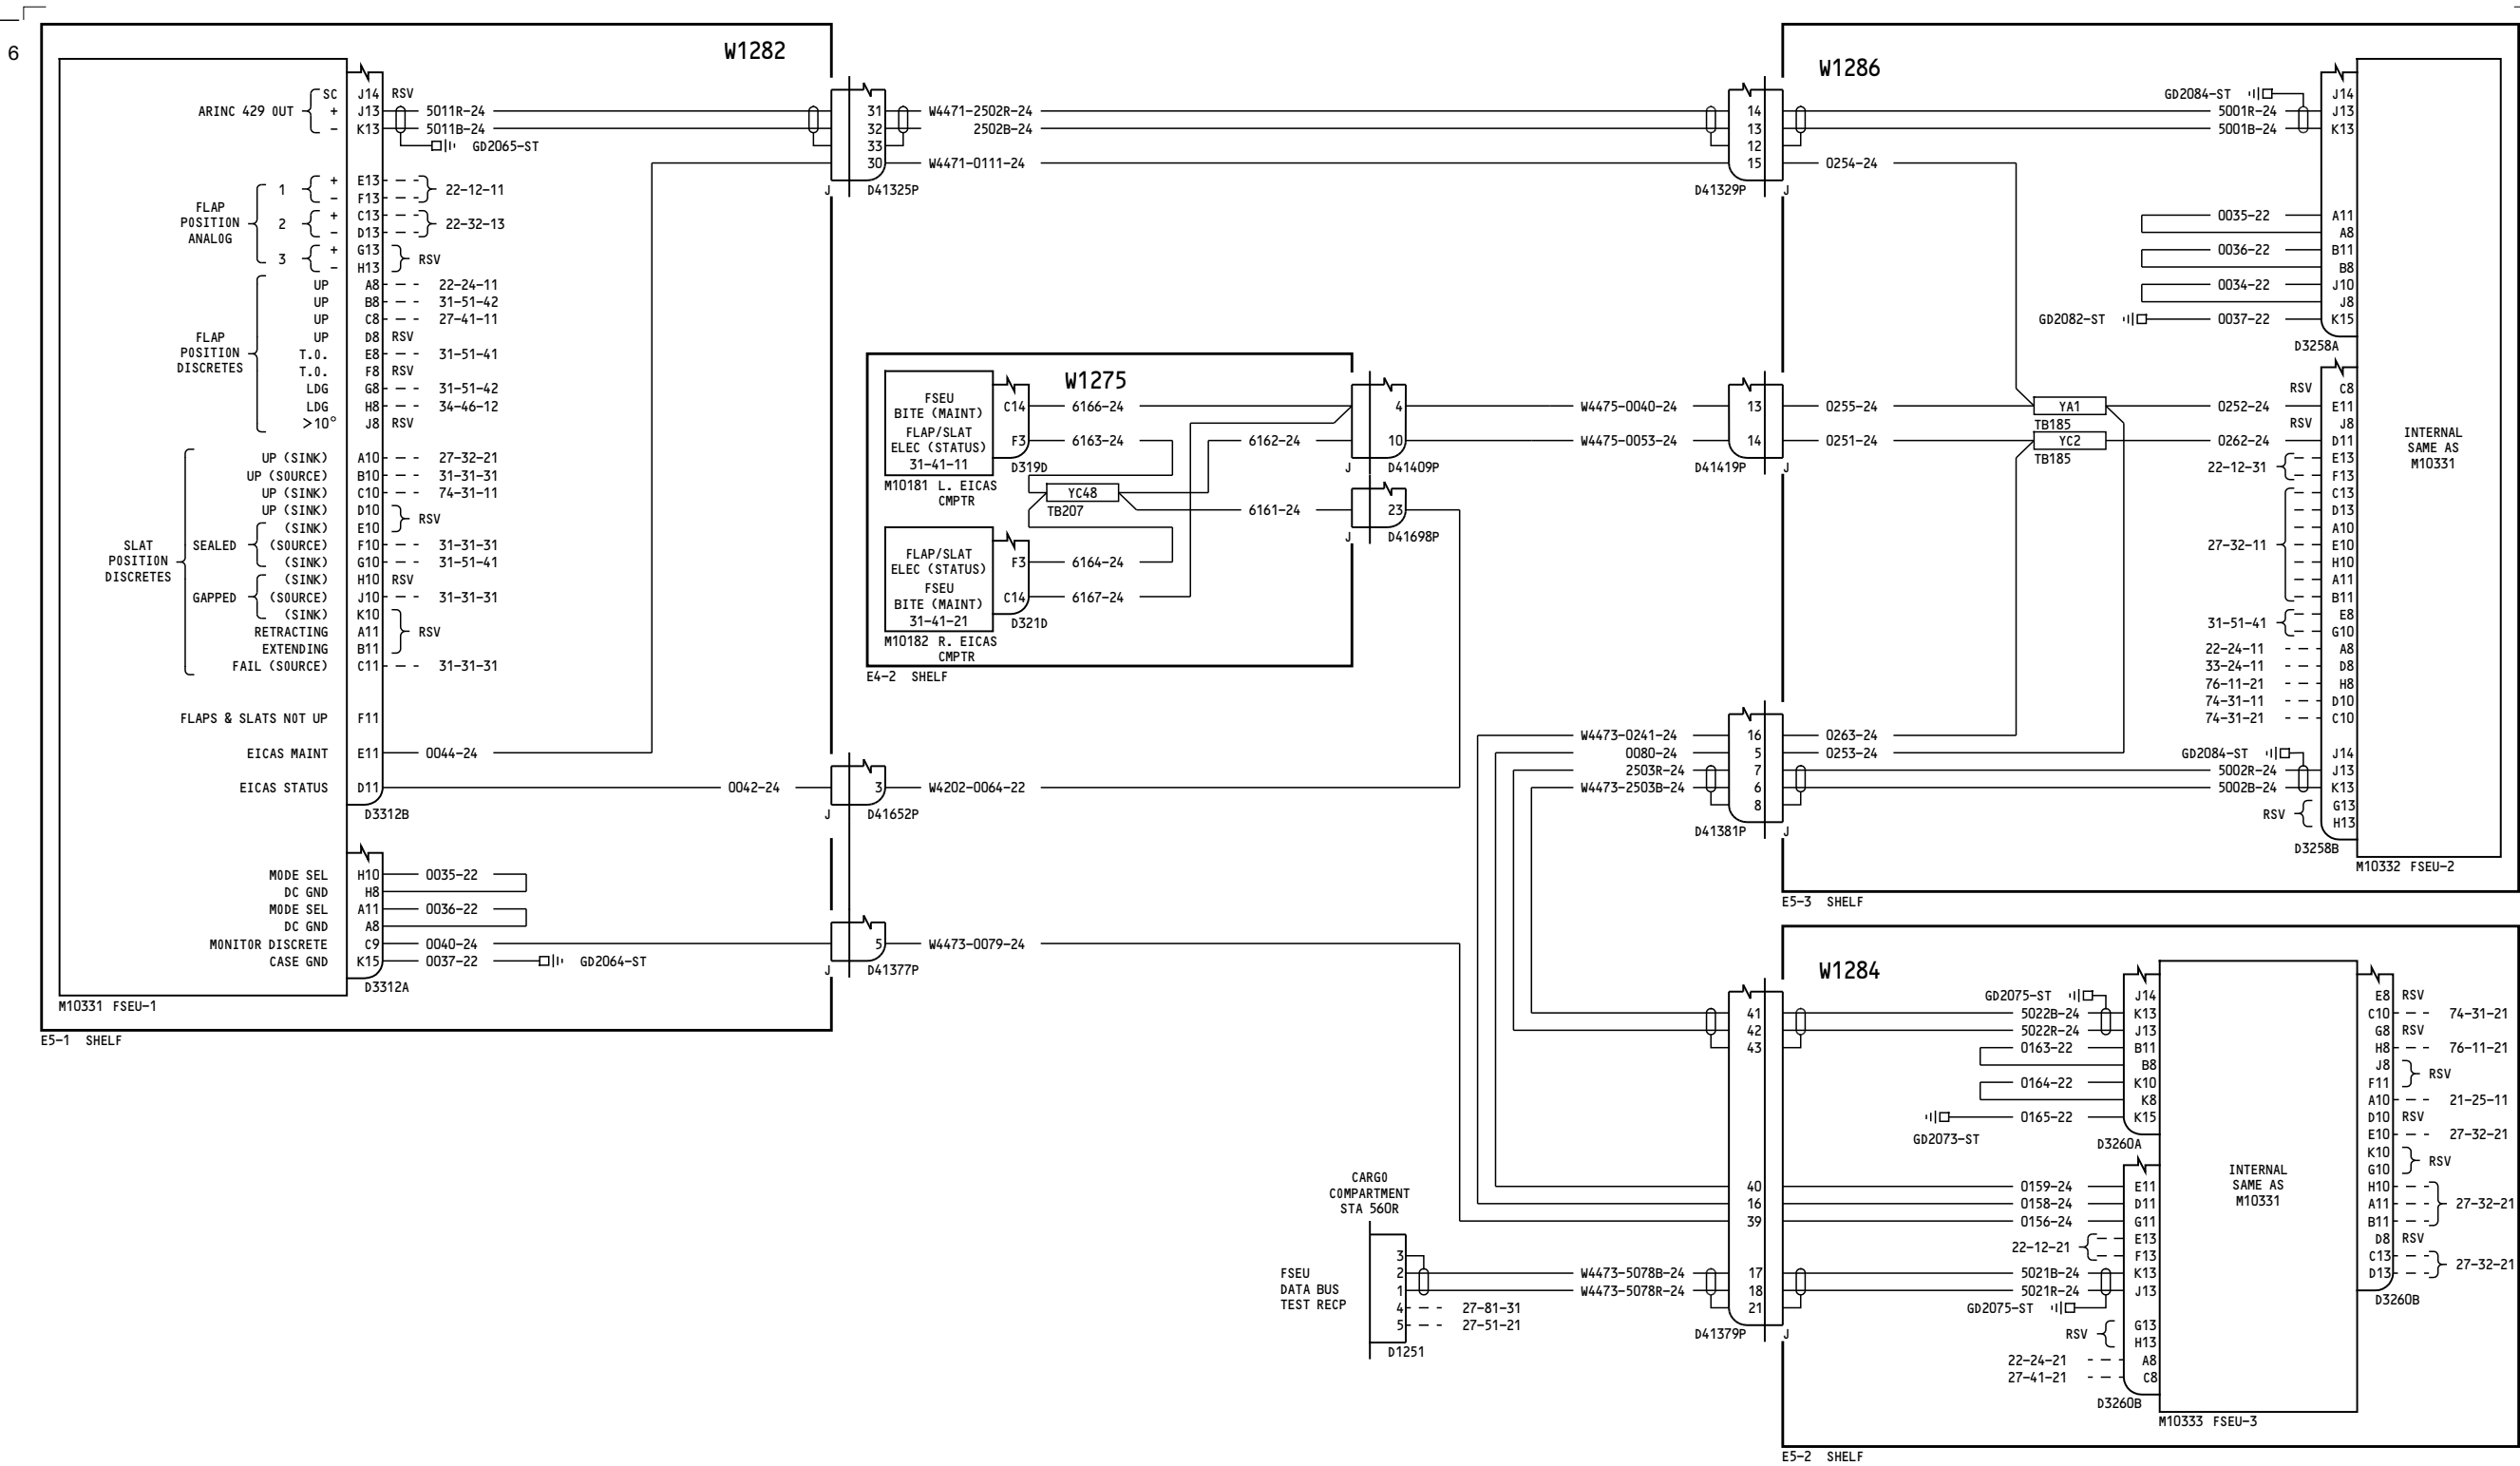 6
W1282
ARINC 429 OUT
SC J14 RSV
+ J13 5011R-24
- K13 5011B-24
GD2065-ST
FLAP
POSITION
ANALOG
1 + E13
- F13
22-12-11
2 + C13
- D13
22-32-13
3 + G13
- H13
RSV
FLAP
POSITION
DISCRETES
UP A8 22-24-11
UP B8 31-51-42
UP C8 27-41-11
UP D8 RSV
T.O. E8 31-51-41
T.O. F8 RSV
LDG G8 31-51-42
LDG H8 34-46-12
>10° J8 RSV
SLAT
POSITION
DISCRETES
UP (SINK) A10 27-32-21
UP (SOURCE) B10 31-31-31
UP (SINK) C10 74-31-11
UP (SINK) D10
RSV
SEALED
(SINK) E10
(SOURCE) F10 31-31-31
(SINK) G10 31-51-41
GAPPED
(SINK) H10 RSV
(SOURCE) J10 31-31-31
(SINK) K10
RETRACTING A11 RSV
EXTENDING B11
FAIL (SOURCE) C11 31-31-31
FLAPS & SLATS NOT UP F11
EICAS MAINT E11 0044-24
EICAS STATUS D11 0042-24
D3312B
MODE SEL H10 0035-22
DC GND H8
MODE SEL A11 0036-22
DC GND A8
MONITOR DISCRETE C9 0040-24
CASE GND K15 0037-22 GD2064-ST
D3312A
M10331 FSEU-1
E5-1 SHELF
31 W4471-2502R-24
32 2502B-24
33
30 W4471-0111-24
J D41325P
3 W4202-0064-22
J D41652P
5 W4473-0079-24
J D41377P
W1275
FSEU
BITE (MAINT)
FLAP/SLAT
ELEC (STATUS)
31-41-11
C14 6166-24
F3 6163-24
D319D
M10181 L. EICAS
CMPTR
YC48
TB207
6162-24
6161-24
FLAP/SLAT
ELEC (STATUS)
FSEU
BITE (MAINT)
31-41-21
F3 6164-24
C14 6167-24
D321D
M10182 R. EICAS
CMPTR
E4-2 SHELF
4 W4475-0040-24
10 W4475-0053-24
J D41409P
23
J D41698P
W1286
14
13
12
15 0254-24
D41329P J
13 0255-24
14 0251-24
D41419P J
YA1
TB185
YC2
TB185
0252-24
0262-24
W4473-0241-24 16 0263-24
0080-24 5 0253-24
2503R-24 7
W4473-2503B-24 6
8
D41381P J
GD2084-ST J14
5001R-24 J13
5001B-24 K13
0035-22 A11
A8
0036-22 B11
B8
0034-22 J10
J8
GD2082-ST 0037-22 K15
D3258A
RSV C8
E11
RSV J8
D11
22-12-31 E13
F13
27-32-11
C13
D13
A10
E10
H10
A11
B11
31-51-41 E8
G10
22-24-11 A8
33-24-11 D8
76-11-21 H8
74-31-11 D10
74-31-21 C10
GD2084-ST J14
5002R-24 J13
5002B-24 K13
RSV G13
H13
D3258B
INTERNAL
SAME AS
M10331
M10332 FSEU-2
E5-3 SHELF
W1284
41
42
43
40 0159-24 E11
16 0158-24 D11
39 0156-24 G11
GD2075-ST J14
5022B-24 K13
5022R-24 J13
0163-22 B11
B8
0164-22 K10
K8
0165-22 K15
GD2073-ST
D3260A
22-12-21 E13
F13
W4473-5078B-24 17 5021B-24 K13
W4473-5078R-24 18 5021R-24 J13
21
GD2075-ST
D41379P J
RSV G13
H13
22-24-21 A8
27-41-21 C8
D3260B
INTERNAL
SAME AS
M10331
M10333 FSEU-3
E8 RSV
C10 74-31-21
G8 RSV
H8 76-11-21
J8
RSV
F11
A10 21-25-11
D10 RSV
E10 27-32-21
K10
RSV
G10
H10
A11 27-32-21
B11
D8 RSV
C13
27-32-21
D13
D3260B
E5-2 SHELF
CARGO
COMPARTMENT
STA 560R
FSEU
DATA BUS
TEST RECP
3
2
1
4 27-81-31
5 27-51-21
D1251